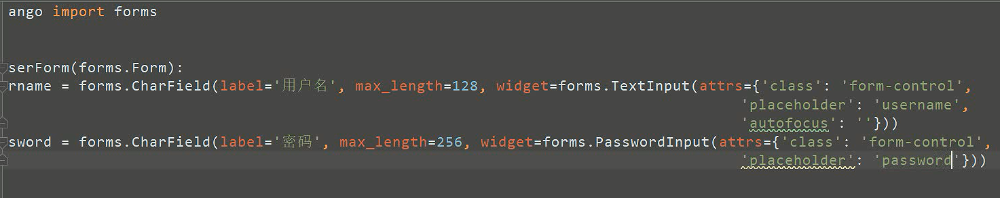 ango import forms
serForm(forms.Form):
rname = forms.CharField(label='用户名', max_length=128, widget=forms.TextInput(attrs={'class': 'form-control',
'placeholder': 'username',
'autofocus': ''}))
sword = forms.CharField(label='密码', max_length=256, widget=forms.PasswordInput(attrs={'class': 'form-control',
'placeholder': 'password'}))